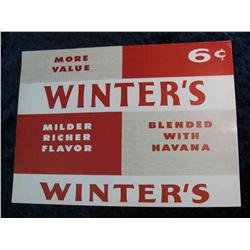 MORE
VALUE
6¢
WINTER'S
MILDER
RICHER
FLAVOR
BLENDED
WITH
HAVANA
WINTER'S